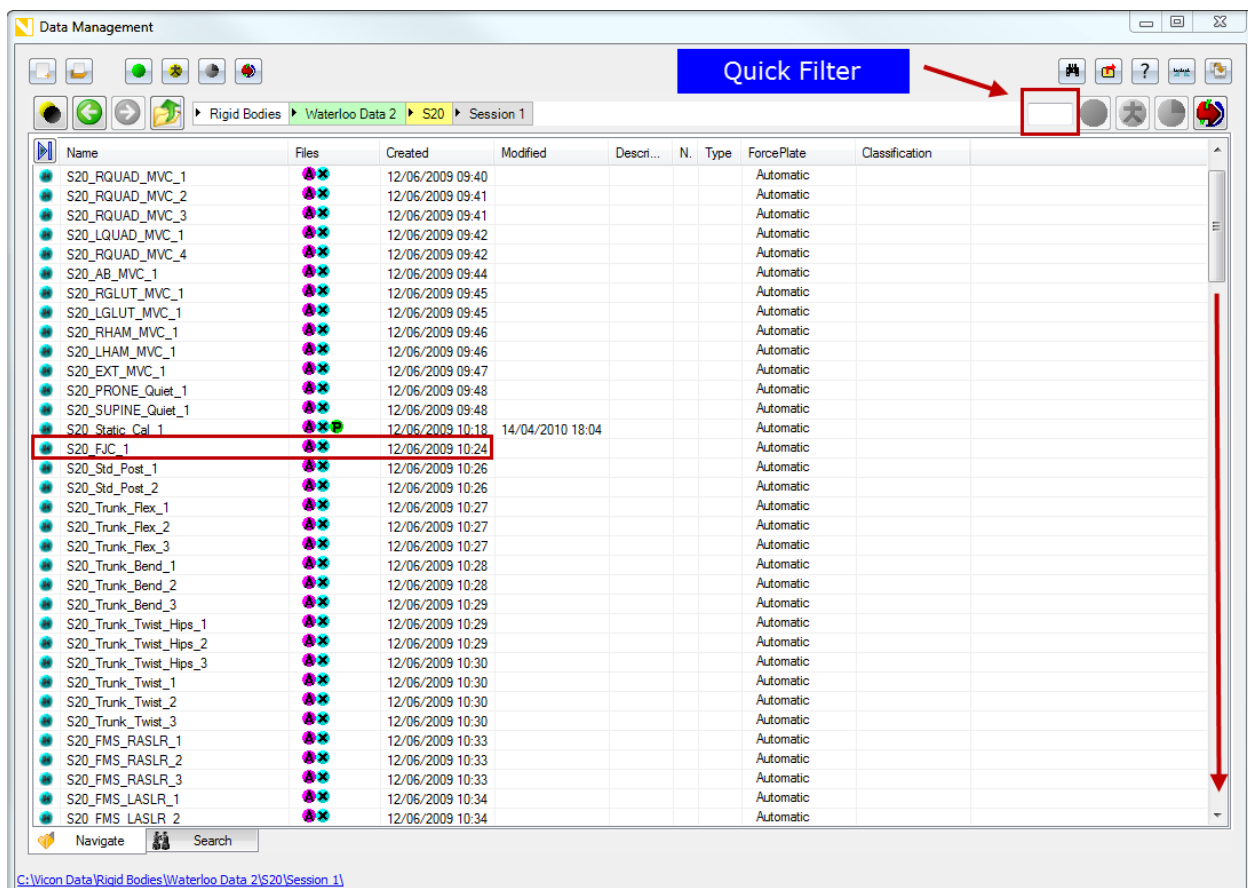 Data Management
Quick Filter
?
Rigid Bodies Waterloo Data 2 S20 Session 1
Name Files Created Modified Descri... N. Type ForcePlate Classification
S20_RQUAD_MVC_1 A X 12/06/2009 09:40 Automatic
S20_RQUAD_MVC_2 A X 12/06/2009 09:41 Automatic
S20_RQUAD_MVC_3 A X 12/06/2009 09:41 Automatic
S20_LQUAD_MVC_1 A X 12/06/2009 09:42 Automatic
S20_RQUAD_MVC_4 A X 12/06/2009 09:42 Automatic
S20_AB_MVC_1 A X 12/06/2009 09:44 Automatic
S20_RGLUT_MVC_1 A X 12/06/2009 09:45 Automatic
S20_LGLUT_MVC_1 A X 12/06/2009 09:45 Automatic
S20_RHAM_MVC_1 A X 12/06/2009 09:46 Automatic
S20_LHAM_MVC_1 A X 12/06/2009 09:46 Automatic
S20_EXT_MVC_1 A X 12/06/2009 09:47 Automatic
S20_PRONE_Quiet_1 A X 12/06/2009 09:48 Automatic
S20_SUPINE_Quiet_1 A X 12/06/2009 09:48 Automatic
S20_Static_Cal_1 A X P 12/06/2009 10:18 14/04/2010 18:04 Automatic
S20_FJC_1 A X 12/06/2009 10:24 Automatic
S20_Std_Post_1 A X 12/06/2009 10:26 Automatic
S20_Std_Post_2 A X 12/06/2009 10:26 Automatic
S20_Trunk_Flex_1 A X 12/06/2009 10:27 Automatic
S20_Trunk_Flex_2 A X 12/06/2009 10:27 Automatic
S20_Trunk_Flex_3 A X 12/06/2009 10:27 Automatic
S20_Trunk_Bend_1 A X 12/06/2009 10:28 Automatic
S20_Trunk_Bend_2 A X 12/06/2009 10:28 Automatic
S20_Trunk_Bend_3 A X 12/06/2009 10:29 Automatic
S20_Trunk_Twist_Hips_1 A X 12/06/2009 10:29 Automatic
S20_Trunk_Twist_Hips_2 A X 12/06/2009 10:29 Automatic
S20_Trunk_Twist_Hips_3 A X 12/06/2009 10:30 Automatic
S20_Trunk_Twist_1 A X 12/06/2009 10:30 Automatic
S20_Trunk_Twist_2 A X 12/06/2009 10:30 Automatic
S20_Trunk_Twist_3 A X 12/06/2009 10:30 Automatic
S20_FMS_RASLR_1 A X 12/06/2009 10:33 Automatic
S20_FMS_RASLR_2 A X 12/06/2009 10:33 Automatic
S20_FMS_RASLR_3 A X 12/06/2009 10:33 Automatic
S20_FMS_LASLR_1 A X 12/06/2009 10:34 Automatic
S20_FMS_LASLR_2 A X 12/06/2009 10:34 Automatic
Navigate Search
C:\Vicon Data\Rigid Bodies\Waterloo Data 2\S20\Session 1\